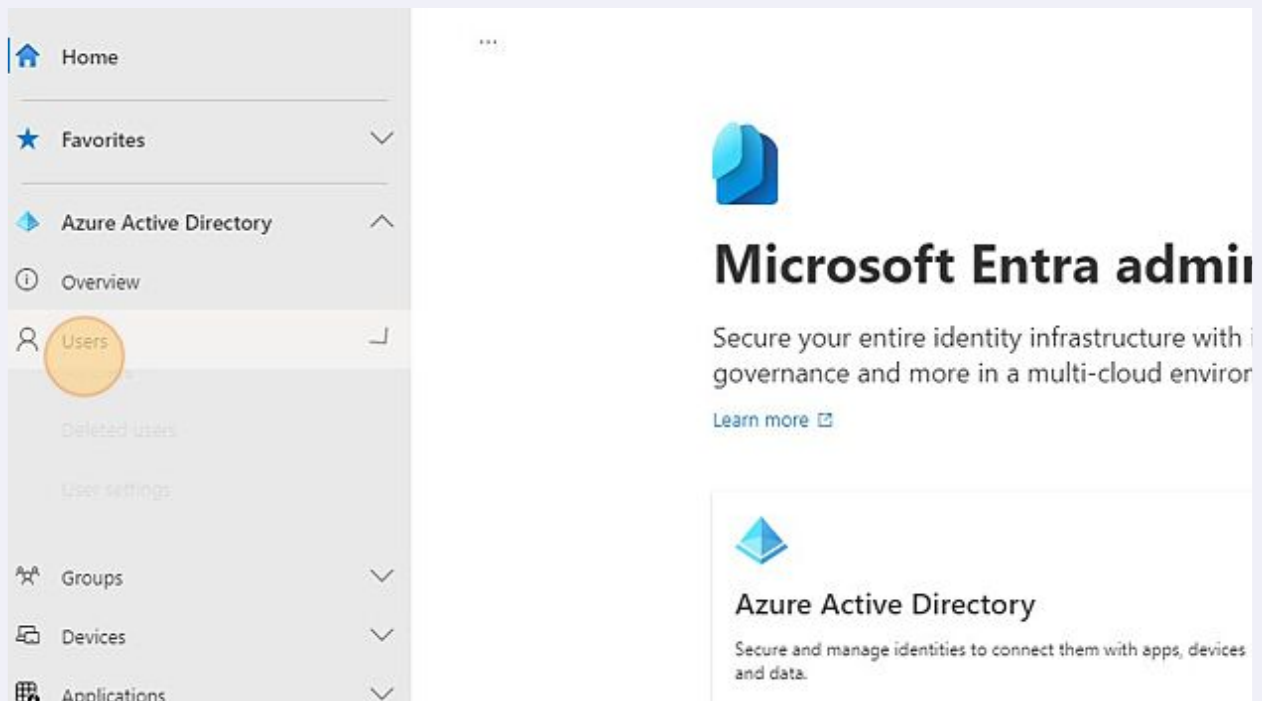 Home
...
Favorites
Azure Active Directory
Overview
Users
Deleted users
User settings
Groups
Devices
Applications
Microsoft Entra admin
Secure your entire identity infrastructure with
governance and more in a multi-cloud environ
Learn more
Azure Active Directory
Secure and manage identities to connect them with apps, devices
and data.